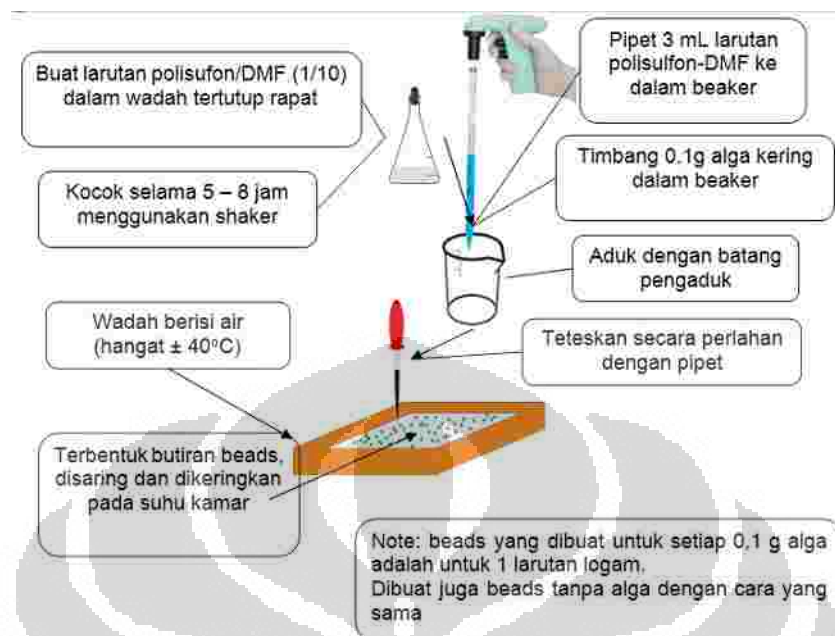 Buat larutan polisufon/DMF (1/10)
dalam wadah tertutup rapat
Kocok selama 5 – 8 jam
menggunakan shaker
Pipet 3 mL larutan
polisulfon-DMF ke
dalam beaker
Timbang 0.1g alga kering
dalam beaker
Aduk dengan batang
pengaduk
Wadah berisi air
(hangat ± 40°C)
Teteskan secara perlahan
dengan pipet
Terbentuk butiran beads,
disaring dan dikeringkan
pada suhu kamar
Note: beads yang dibuat untuk setiap 0,1 g alga
adalah untuk 1 larutan logam.
Dibuat juga beads tanpa alga dengan cara yang
sama